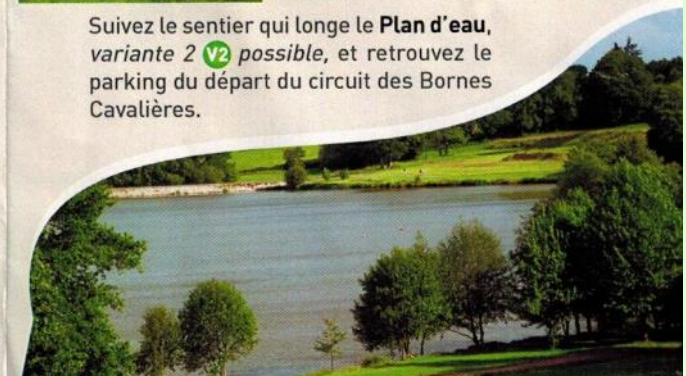 Suivez le sentier qui longe le Plan d'eau,
variante 2 V2 possible, et retrouvez le
parking du départ du circuit des Bornes
Cavalières.